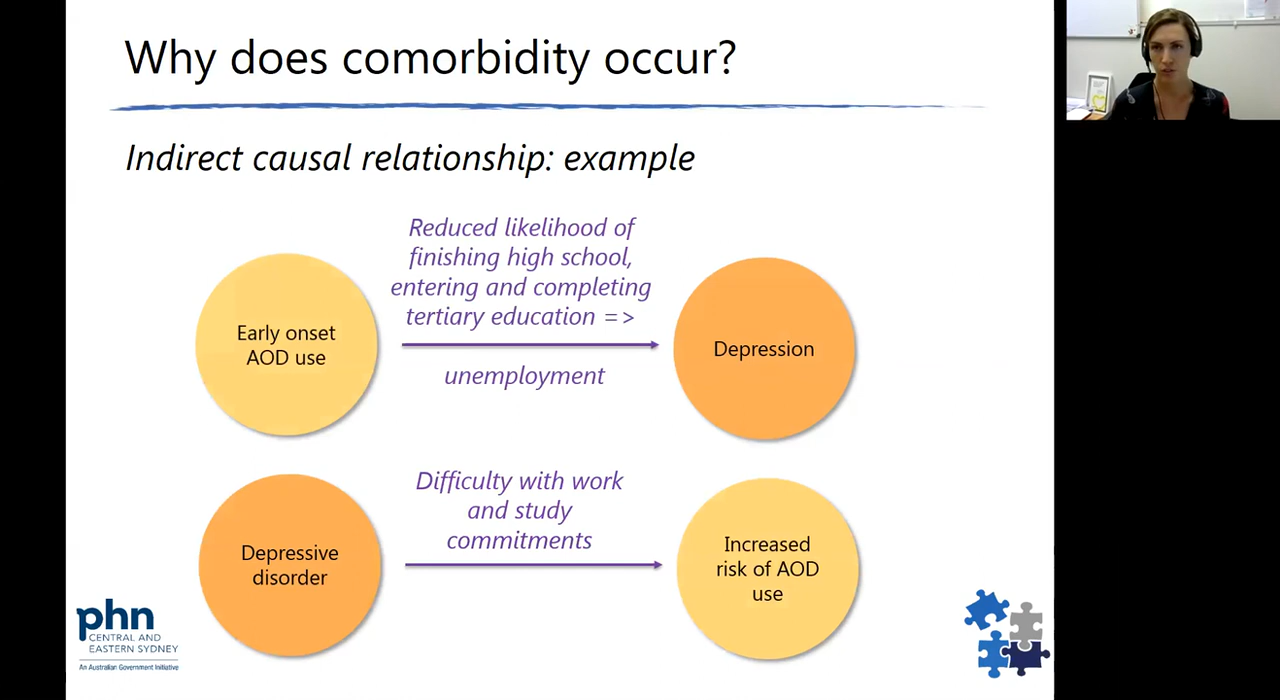 Why does comorbidity occur?
Indirect causal relationship: example
Reduced likelihood of
finishing high school,
entering and completing
tertiary education =>
unemployment
Early onset
AOD use
Depression
Difficulty with work
and study
commitments
Depressive
disorder
Increased
risk of AOD
use
phn
CENTRAL AND
EASTERN SYDNEY
An Australian Government Initiative